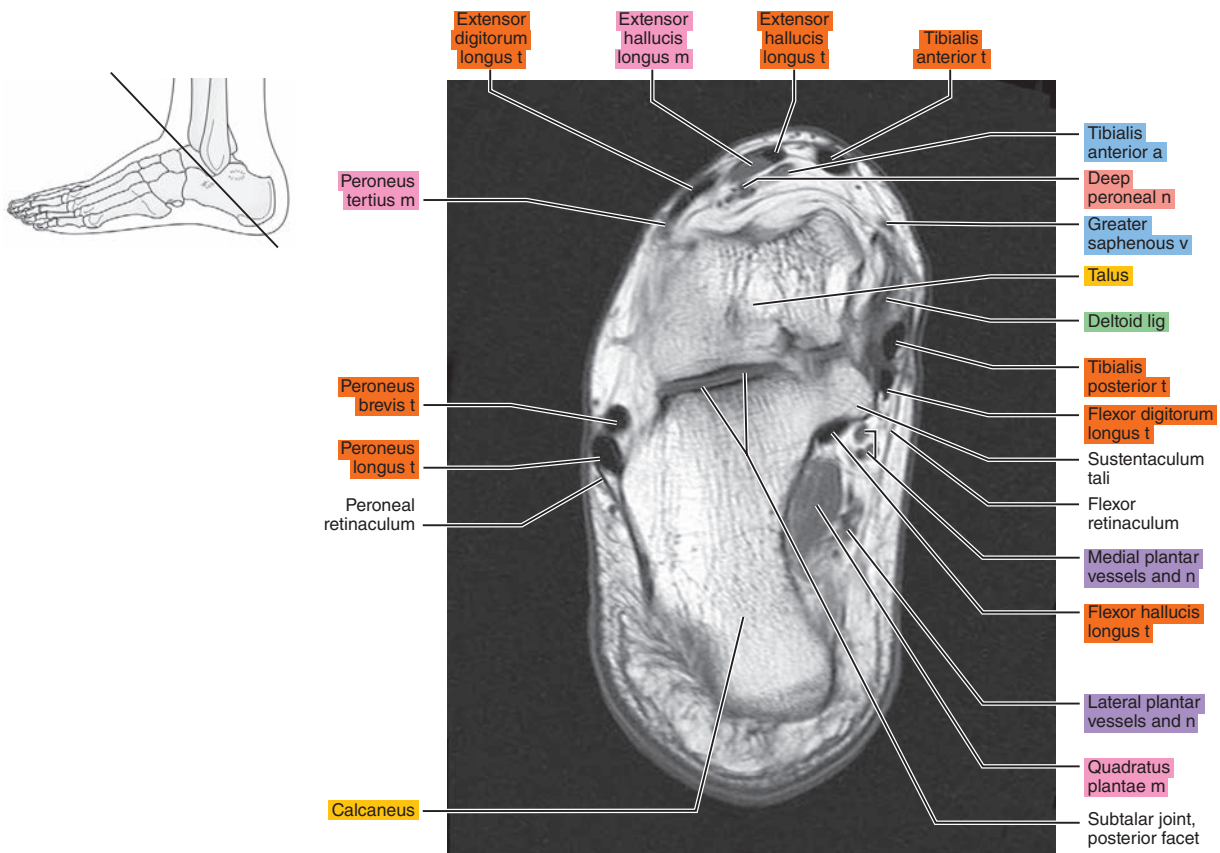 Extensor
digitorum
longus t
Extensor
hallucis
longus m
Extensor
hallucis
longus t
Tibialis
anterior t
Tibialis
anterior a
Deep
peroneal n
Greater
saphenous v
Talus
Deltoid lig
Tibialis
posterior t
Flexor digitorum
longus t
Sustentaculum
tali
Flexor
retinaculum
Medial plantar
vessels and n
Flexor hallucis
longus t
Lateral plantar
vessels and n
Quadratus
plantae m
Subtalar joint,
posterior facet
Peroneus
tertius m
Peroneus
brevis t
Peroneus
longus t
Peroneal
retinaculum
Calcaneus